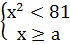 {x² < 81
x ≥ a